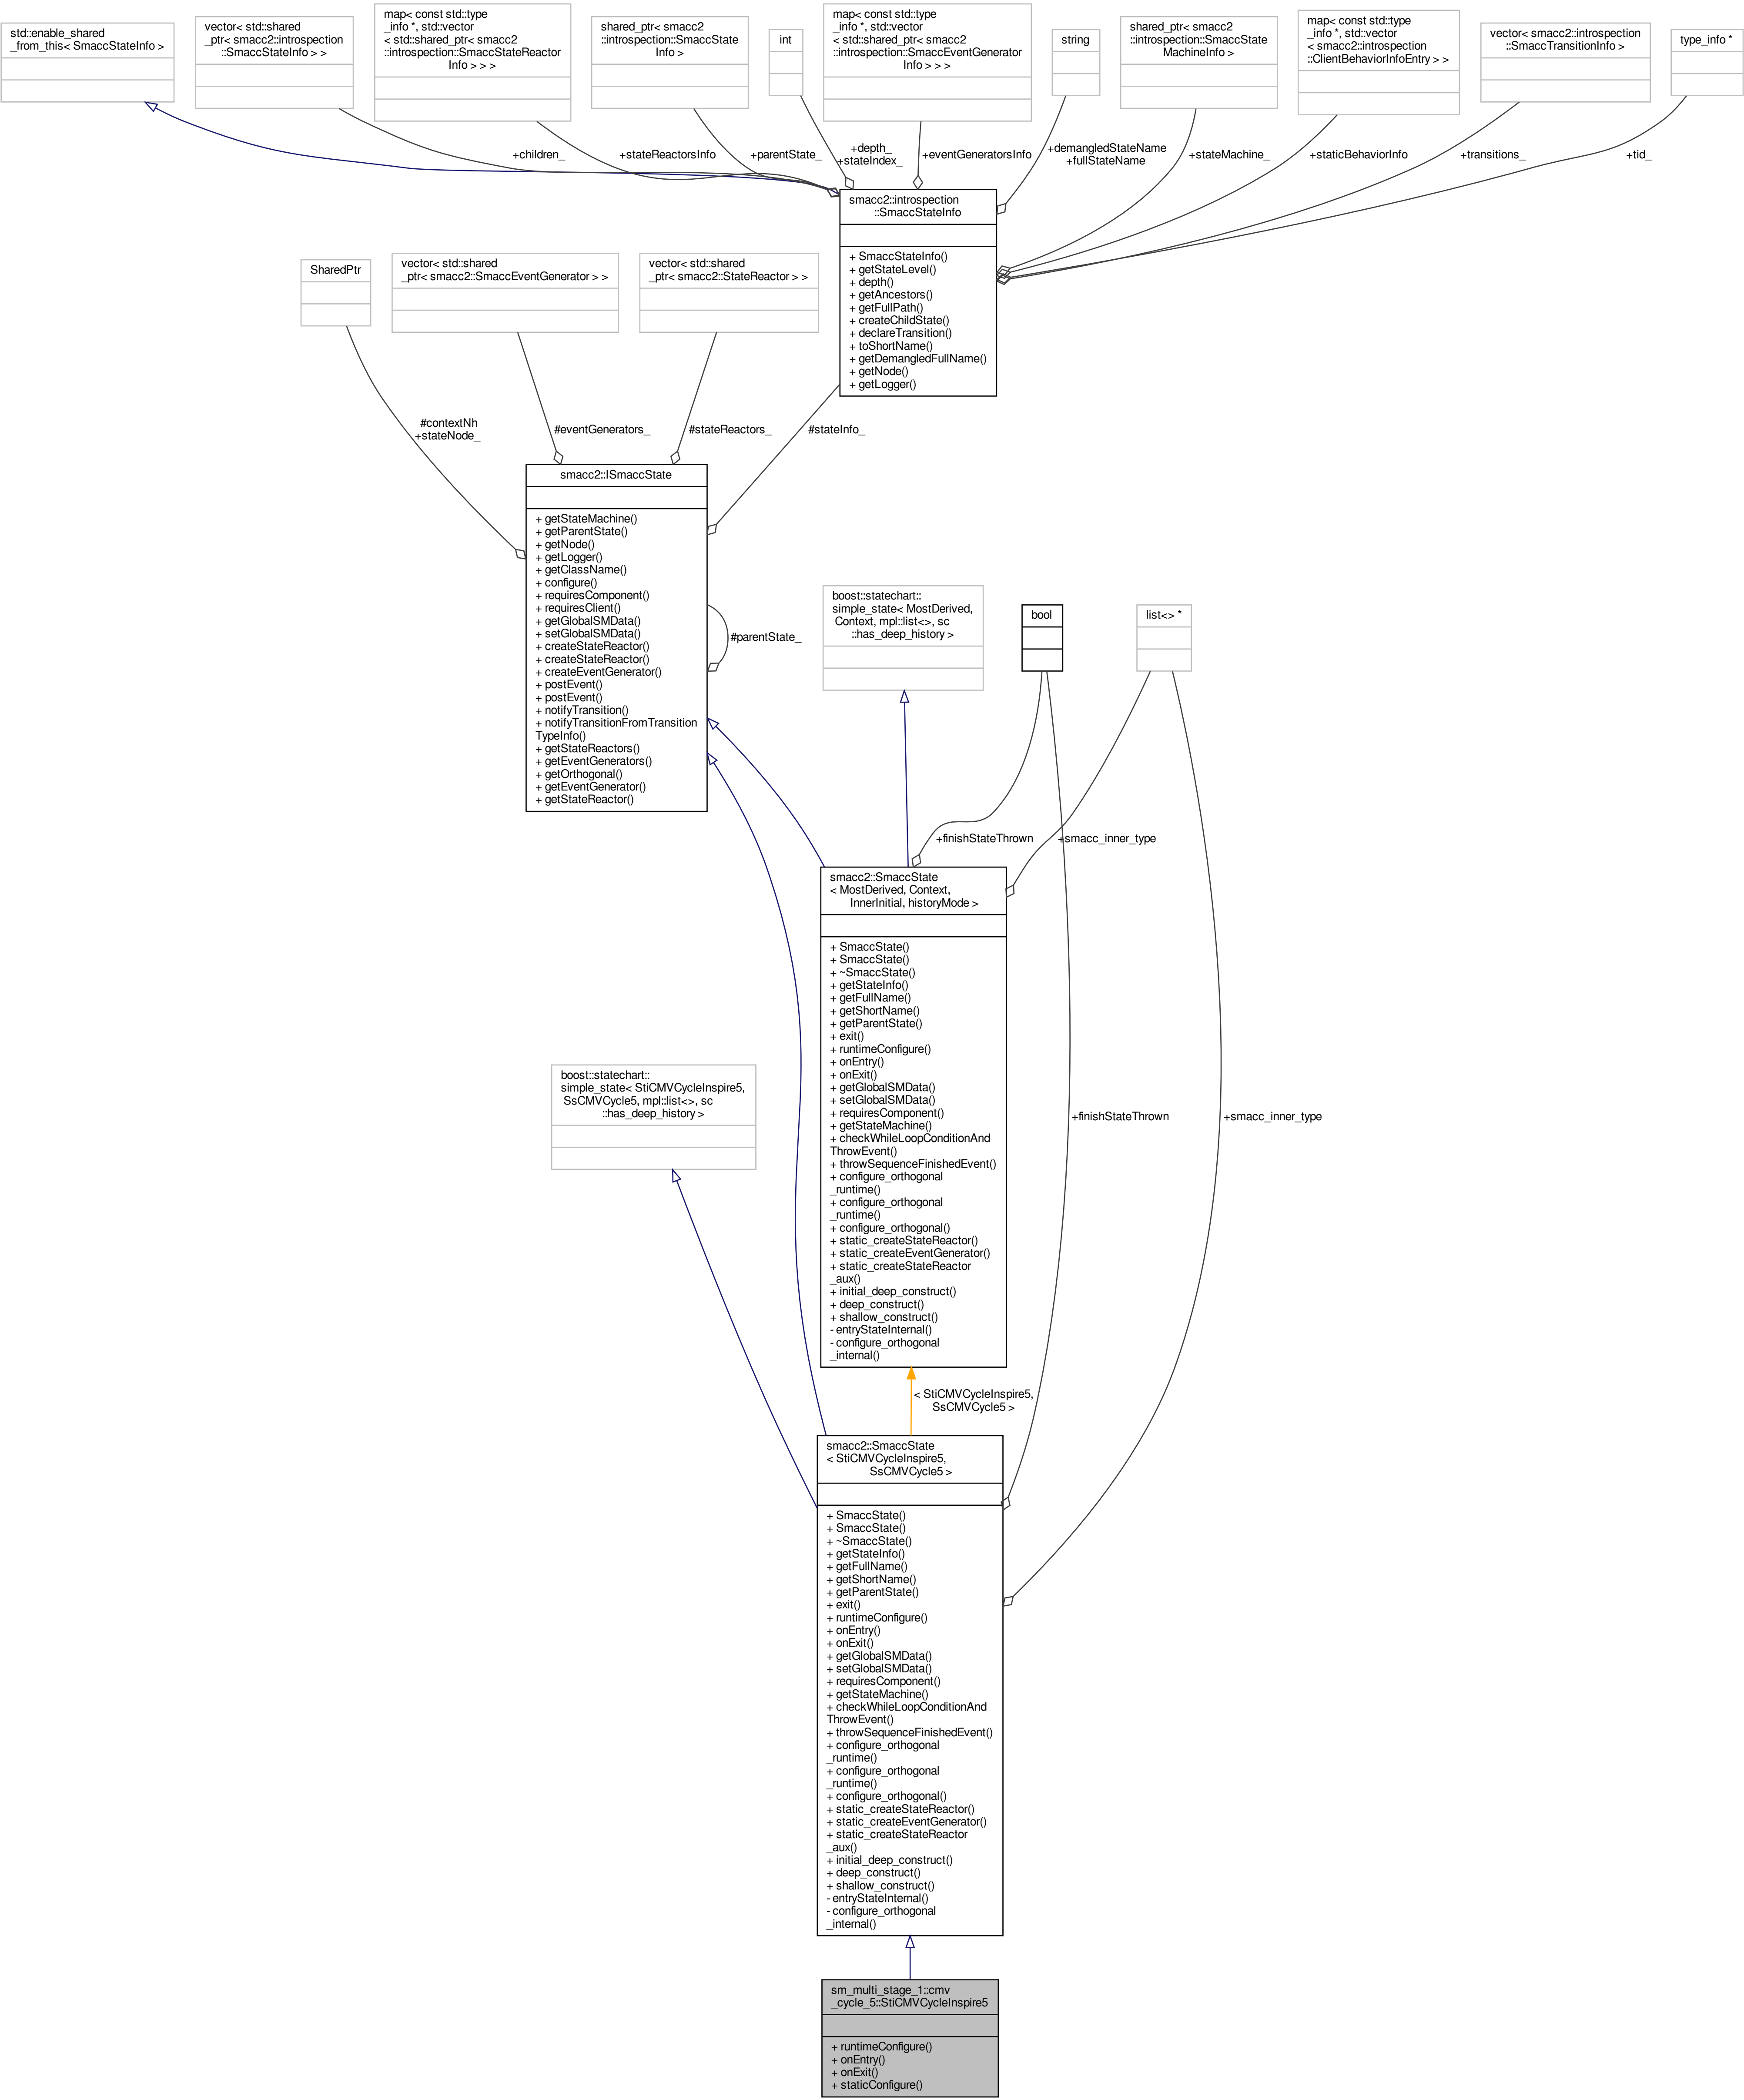 std::enable_shared
_from_this< SmaccStateInfo >
vector< std::shared
_ptr< smacc2::introspection
::SmaccStateInfo > >
map< const std::type
_info *, std::vector
< std::shared_ptr< smacc2
::introspection::SmaccStateReactor
Info > > >
shared_ptr< smacc2
::introspection::SmaccState
Info >
int
map< const std::type
_info *, std::vector
< std::shared_ptr< smacc2
::introspection::SmaccEventGenerator
Info > > >
string
shared_ptr< smacc2
::introspection::SmaccState
MachineInfo >
map< const std::type
_info *, std::vector
< smacc2::introspection
::ClientBehaviorInfoEntry > >
vector< smacc2::introspection
::SmaccTransitionInfo >
type_info *
+children_
+stateReactorsInfo
+parentState_
+depth_
+stateIndex_
+eventGeneratorsInfo
+demangledStateName
+fullStateName
+stateMachine_
+staticBehaviorInfo
+transitions_
+tid_
smacc2::introspection
::SmaccStateInfo
+ SmaccStateInfo()
+ getStateLevel()
+ depth()
+ getAncestors()
+ getFullPath()
+ createChildState()
+ declareTransition()
+ toShortName()
+ getDemangledFullName()
+ getNode()
+ getLogger()
SharedPtr
vector< std::shared
_ptr< smacc2::SmaccEventGenerator > >
vector< std::shared
_ptr< smacc2::StateReactor > >
#contextNh
+stateNode_
#eventGenerators_
#stateReactors_
#stateInfo_
smacc2::ISmaccState
+ getStateMachine()
+ getParentState()
+ getNode()
+ getLogger()
+ getClassName()
+ configure()
+ requiresComponent()
+ requiresClient()
+ getGlobalSMData()
+ setGlobalSMData()
+ createStateReactor()
+ createStateReactor()
+ createEventGenerator()
+ postEvent()
+ postEvent()
+ notifyTransition()
+ notifyTransitionFromTransition
TypeInfo()
+ getStateReactors()
+ getEventGenerators()
+ getOrthogonal()
+ getEventGenerator()
+ getStateReactor()
#parentState_
boost::statechart::
simple_state< MostDerived,
Context, mpl::list<>, sc
::has_deep_history >
bool
list<> *
+finishStateThrown
+smacc_inner_type
smacc2::SmaccState
< MostDerived, Context,
InnerInitial, historyMode >
+ SmaccState()
+ SmaccState()
+ ~SmaccState()
+ getStateInfo()
+ getFullName()
+ getShortName()
+ getParentState()
+ exit()
+ runtimeConfigure()
+ onEntry()
+ onExit()
+ getGlobalSMData()
+ setGlobalSMData()
+ requiresComponent()
+ getStateMachine()
+ checkWhileLoopConditionAnd
ThrowEvent()
+ throwSequenceFinishedEvent()
+ configure_orthogonal
_runtime()
+ configure_orthogonal
_runtime()
+ configure_orthogonal()
+ static_createStateReactor()
+ static_createEventGenerator()
+ static_createStateReactor
_aux()
+ initial_deep_construct()
+ deep_construct()
+ shallow_construct()
- entryStateInternal()
- configure_orthogonal
_internal()
boost::statechart::
simple_state< StiCMVCycleInspire5,
SsCMVCycle5, mpl::list<>, sc
::has_deep_history >
+finishStateThrown
+smacc_inner_type
< StiCMVCycleInspire5,
SsCMVCycle5 >
smacc2::SmaccState
< StiCMVCycleInspire5,
SsCMVCycle5 >
+ SmaccState()
+ SmaccState()
+ ~SmaccState()
+ getStateInfo()
+ getFullName()
+ getShortName()
+ getParentState()
+ exit()
+ runtimeConfigure()
+ onEntry()
+ onExit()
+ getGlobalSMData()
+ setGlobalSMData()
+ requiresComponent()
+ getStateMachine()
+ checkWhileLoopConditionAnd
ThrowEvent()
+ throwSequenceFinishedEvent()
+ configure_orthogonal
_runtime()
+ configure_orthogonal
_runtime()
+ configure_orthogonal()
+ static_createStateReactor()
+ static_createEventGenerator()
+ static_createStateReactor
_aux()
+ initial_deep_construct()
+ deep_construct()
+ shallow_construct()
- entryStateInternal()
- configure_orthogonal
_internal()
sm_multi_stage_1::cmv
_cycle_5::StiCMVCycleInspire5
+ runtimeConfigure()
+ onEntry()
+ onExit()
+ staticConfigure()